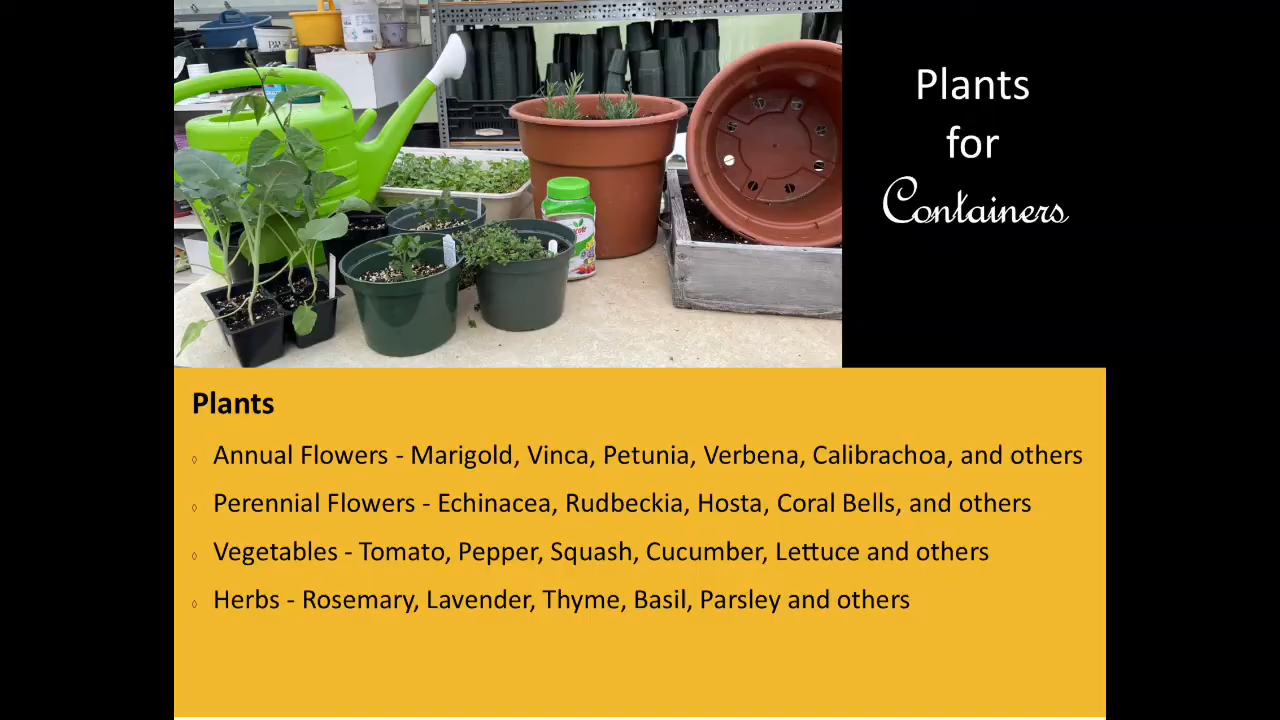 Plants
for
Containers
Plants
◊ Annual Flowers - Marigold, Vinca, Petunia, Verbena, Calibrachoa, and others
◊ Perennial Flowers - Echinacea, Rudbeckia, Hosta, Coral Bells, and others
◊ Vegetables - Tomato, Pepper, Squash, Cucumber, Lettuce and others
◊ Herbs - Rosemary, Lavender, Thyme, Basil, Parsley and others